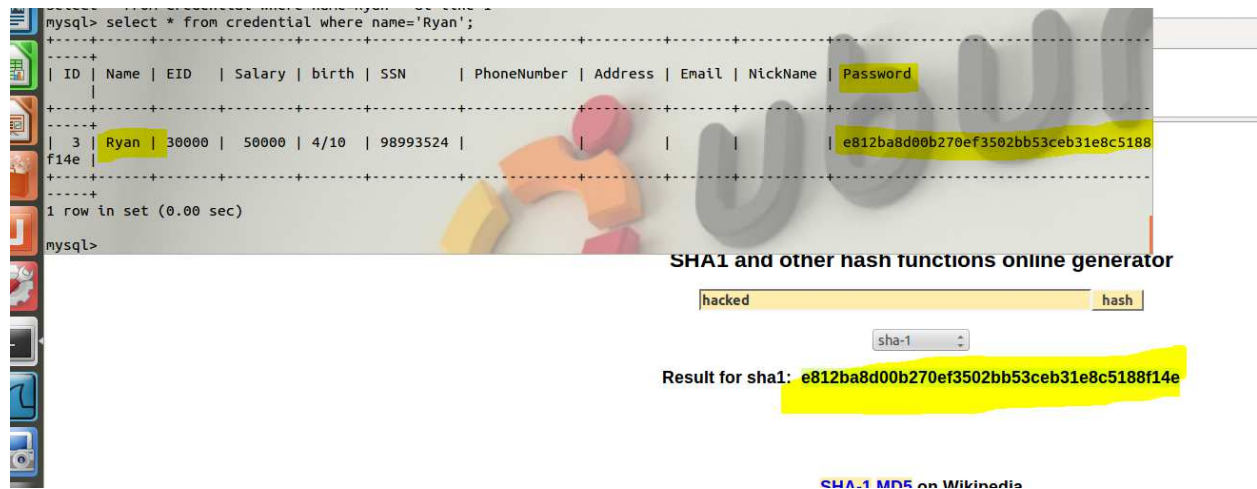 mysql> select * from credential where name='Ryan';
+----+------+-------+--------+-------+----------+-------------+---------+-------+----------+-----------------------------------
-----+
| ID | Name | EID | Salary | birth | SSN | PhoneNumber | Address | Email | NickName | Password
|
+----+------+-------+--------+-------+----------+-------------+---------+-------+----------+-----------------------------------
-----+
| 3 | Ryan | 30000 | 50000 | 4/10 | 98993524 | | | | | e812ba8d00b270ef3502bb53ceb31e8c5188
f14e |
+----+------+-------+--------+-------+----------+-------------+---------+-------+----------+-----------------------------------
-----+
1 row in set (0.00 sec)
mysql>
SHA1 and other hash functions online generator
hacked hash
sha-1
Result for sha1: e812ba8d00b270ef3502bb53ceb31e8c5188f14e
SHA-1 MD5 on Wikipedia